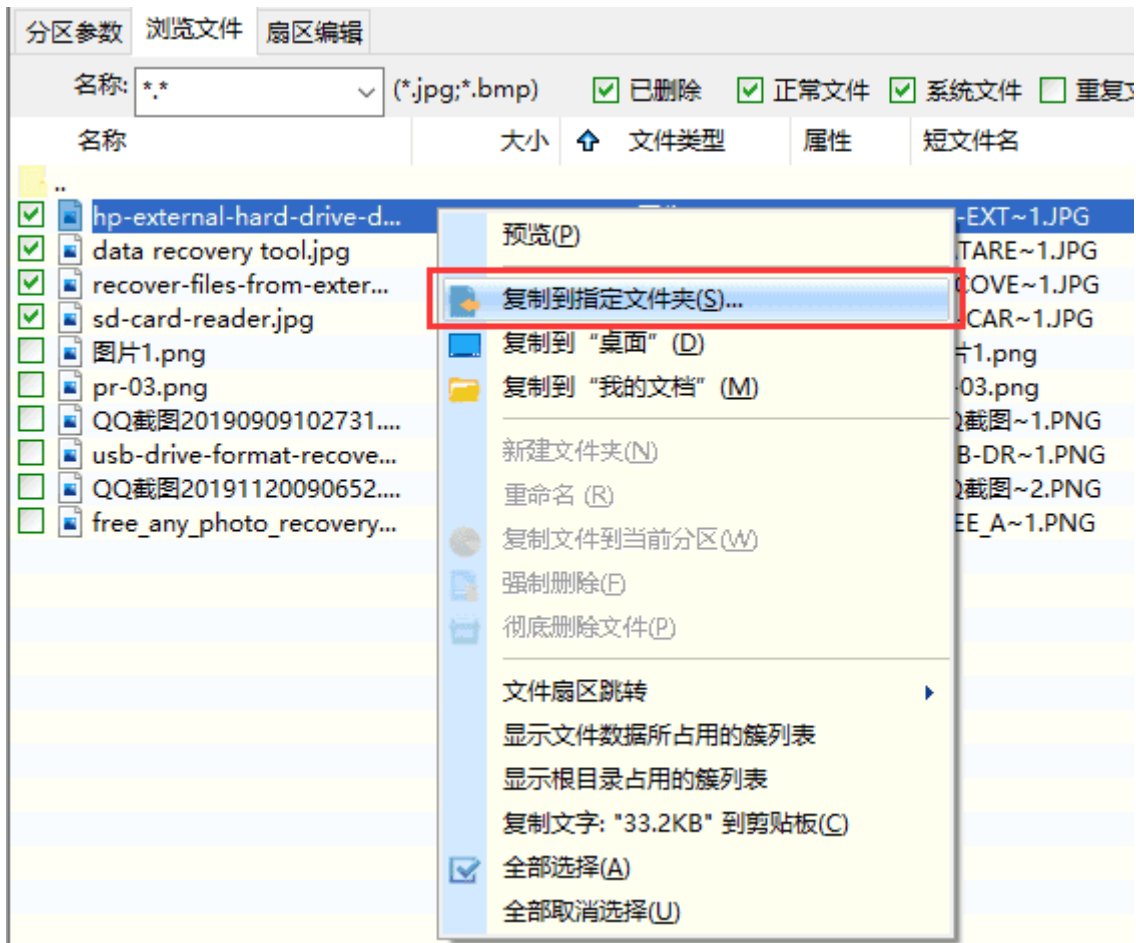 分区参数 浏览文件 扇区编辑
名称: *.* (*.jpg;*.bmp) 已删除 正常文件 系统文件 重复
名称 大小 文件类型 属性 短文件名
..
hp-external-hard-drive-d... -EXT~1.JPG
data recovery tool.jpg TARE~1.JPG
recover-files-from-exter... COVE~1.JPG
sd-card-reader.jpg -CAR~1.JPG
图片1.png 片1.png
pr-03.png -03.png
QQ截图20190909102731.... 截图~1.PNG
usb-drive-format-recove... B-DR~1.PNG
QQ截图20191120090652.... 截图~2.PNG
free_any_photo_recovery... EE_A~1.PNG
预览(P)
复制到指定文件夹(S)...
复制到“桌面”(D)
复制到“我的文档”(M)
新建文件夹(N)
重命名 (R)
复制文件到当前分区(W)
强制删除(F)
彻底删除文件(P)
文件扇区跳转
显示文件数据所占用的簇列表
显示根目录占用的簇列表
复制文字: "33.2KB" 到剪贴板(C)
全部选择(A)
全部取消选择(U)